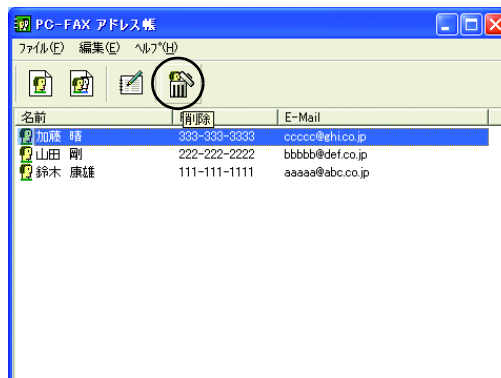 PC-FAX アドレス帳
ファイル(F) 編集(E) ヘルプ(H)
名前 削除 E-Mail
加藤 晴 333-333-3333 ccccc@ghi.co.jp
山田 剛 222-222-2222 bbbbb@def.co.jp
鈴木 康雄 111-111-1111 aaaaa@abc.co.jp